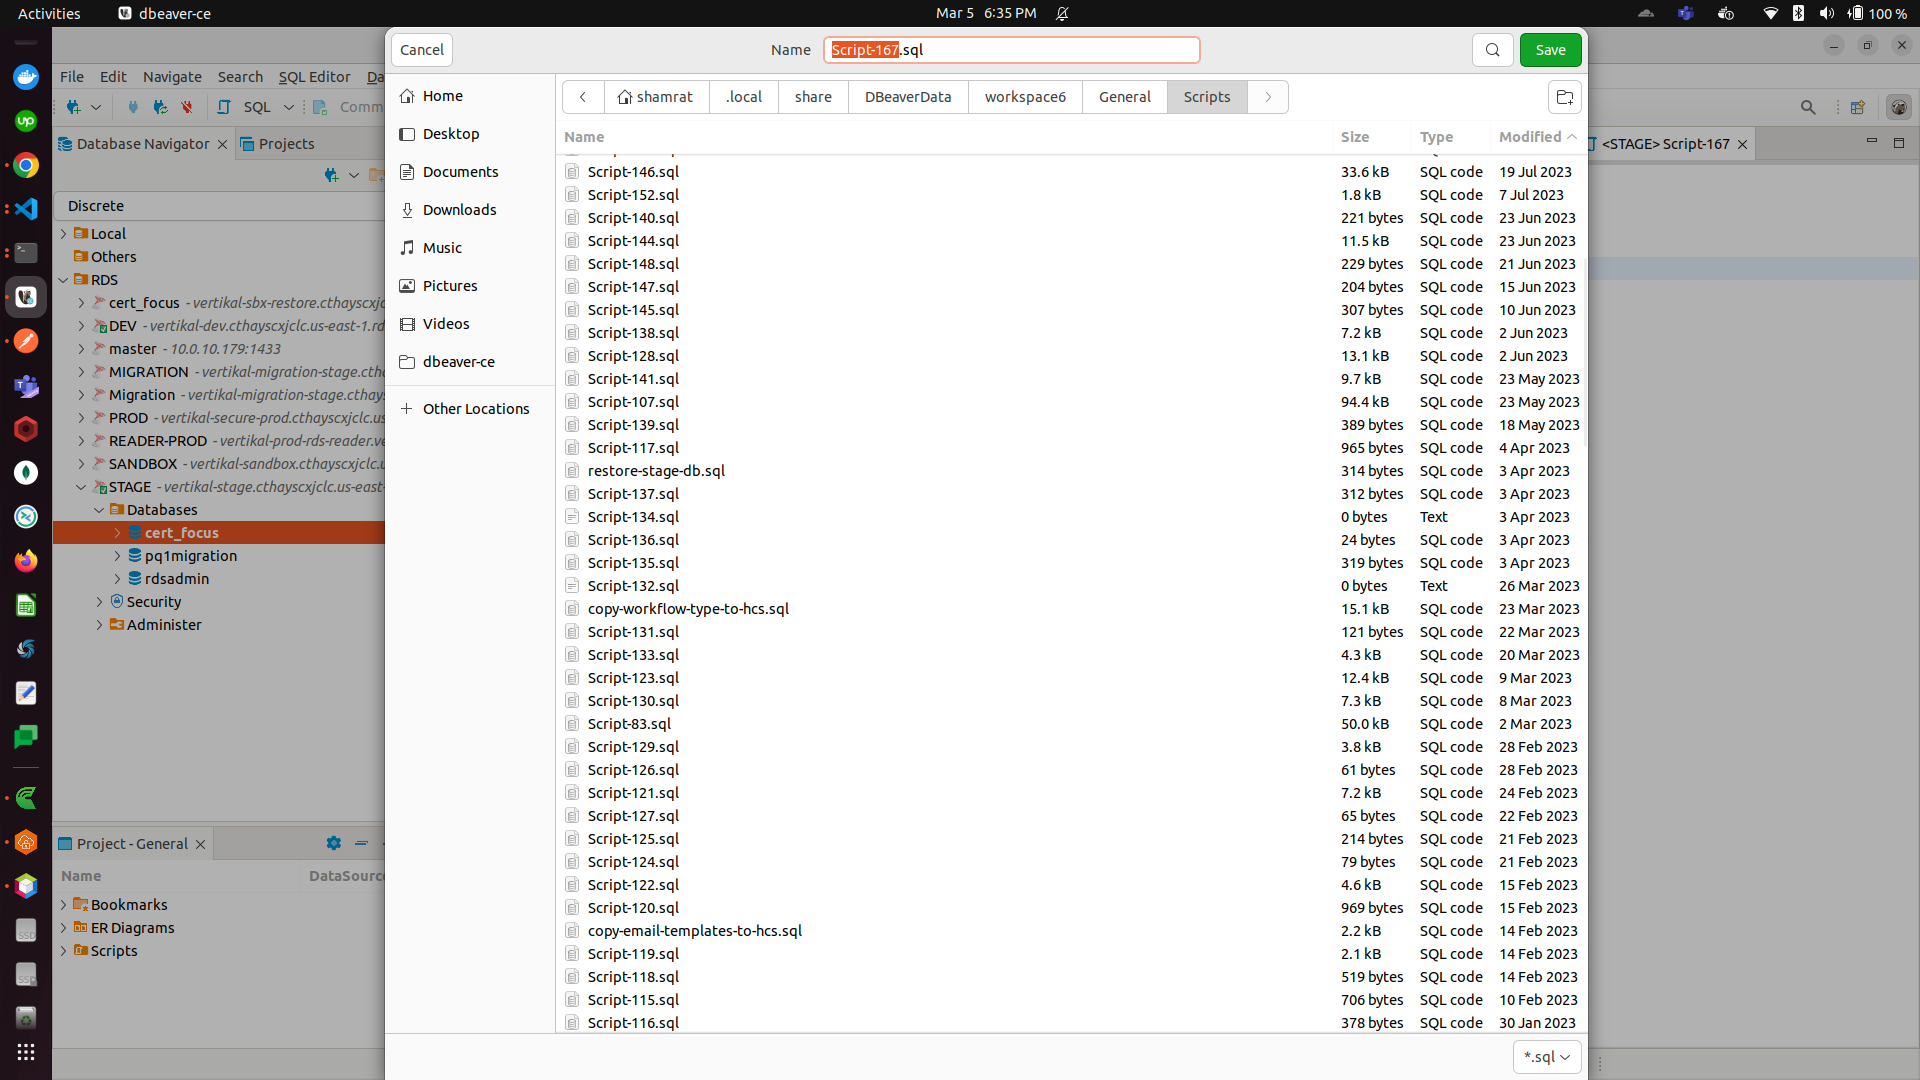 Activities
dbeaver-ce
Mar 5 6:35 PM
100 %
Cancel
Name
Script-167.sql
Save
File Edit Navigate Search SQL Editor Da
SQL
Comm
Database Navigator
Projects
<STAGE> Script-167
Discrete
Local
Others
RDS
cert_focus - vertikal-sbx-restore.cthayscxjc
DEV - vertikal-dev.cthayscxjclc.us-east-1.rd
master - 10.0.10.179:1433
MIGRATION - vertikal-migration-stage.cthay
Migration - vertikal-migration-stage.cthays
PROD - vertikal-secure-prod.cthayscxjclc.us
READER-PROD - vertikal-prod-rds-reader.ve
SANDBOX - vertikal-sandbox.cthayscxjclc.u
STAGE - vertikal-stage.cthayscxjclc.us-east-
Databases
cert_focus
pq1migration
rdsadmin
Security
Administer
Project - General
Name DataSource
Bookmarks
ER Diagrams
Scripts
Home
Desktop
Documents
Downloads
Music
Pictures
Videos
dbeaver-ce
Other Locations
shamrat .local share DBeaverData workspace6 General Scripts
Name Size Type Modified
Script-146.sql 33.6 kB SQL code 19 Jul 2023
Script-152.sql 1.8 kB SQL code 7 Jul 2023
Script-140.sql 221 bytes SQL code 23 Jun 2023
Script-144.sql 11.5 kB SQL code 23 Jun 2023
Script-148.sql 229 bytes SQL code 21 Jun 2023
Script-147.sql 204 bytes SQL code 15 Jun 2023
Script-145.sql 307 bytes SQL code 10 Jun 2023
Script-138.sql 7.2 kB SQL code 2 Jun 2023
Script-128.sql 13.1 kB SQL code 2 Jun 2023
Script-141.sql 9.7 kB SQL code 23 May 2023
Script-107.sql 94.4 kB SQL code 23 May 2023
Script-139.sql 389 bytes SQL code 18 May 2023
Script-117.sql 965 bytes SQL code 4 Apr 2023
restore-stage-db.sql 314 bytes SQL code 3 Apr 2023
Script-137.sql 312 bytes SQL code 3 Apr 2023
Script-134.sql 0 bytes Text 3 Apr 2023
Script-136.sql 24 bytes SQL code 3 Apr 2023
Script-135.sql 319 bytes SQL code 3 Apr 2023
Script-132.sql 0 bytes Text 26 Mar 2023
copy-workflow-type-to-hcs.sql 15.1 kB SQL code 23 Mar 2023
Script-131.sql 121 bytes SQL code 22 Mar 2023
Script-133.sql 4.3 kB SQL code 20 Mar 2023
Script-123.sql 12.4 kB SQL code 9 Mar 2023
Script-130.sql 7.3 kB SQL code 8 Mar 2023
Script-83.sql 50.0 kB SQL code 2 Mar 2023
Script-129.sql 3.8 kB SQL code 28 Feb 2023
Script-126.sql 61 bytes SQL code 28 Feb 2023
Script-121.sql 7.2 kB SQL code 24 Feb 2023
Script-127.sql 65 bytes SQL code 22 Feb 2023
Script-125.sql 214 bytes SQL code 21 Feb 2023
Script-124.sql 79 bytes SQL code 21 Feb 2023
Script-122.sql 4.6 kB SQL code 15 Feb 2023
Script-120.sql 969 bytes SQL code 15 Feb 2023
copy-email-templates-to-hcs.sql 2.2 kB SQL code 14 Feb 2023
Script-119.sql 2.1 kB SQL code 14 Feb 2023
Script-118.sql 519 bytes SQL code 14 Feb 2023
Script-115.sql 706 bytes SQL code 10 Feb 2023
Script-116.sql 378 bytes SQL code 30 Jan 2023
*.sql